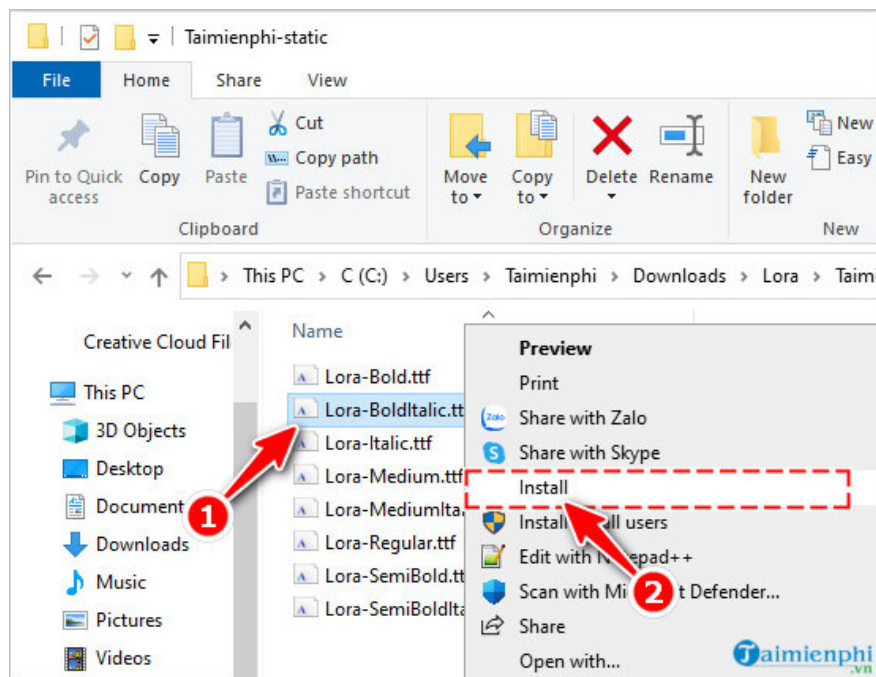 Taimienphi-static
File Home Share View
Pin to Quick access
Copy
Paste
Cut
Copy path
Paste shortcut
Move to
Copy to
Delete
Rename
New folder
New
Easy
Clipboard Organize New
This PC > C (C:) > Users > Taimienphi > Downloads > Lora > Taimi
Creative Cloud Fil
This PC
3D Objects
Desktop
Document
Downloads
Music
Pictures
Videos
Name
Lora-Bold.ttf
Lora-BoldItalic.tt
Lora-Italic.ttf
Lora-Medium.ttf
Lora-MediumIta
Lora-Regular.ttf
Lora-SemiBold.tt
Lora-SemiBoldIta
1
Preview
Print
Zalo
Share with Zalo
S
Share with Skype
Install
Install all users
Edit with Notepad++
Scan with Mi t Defender...
Share
Open with...
2
Taimienphi
.vn